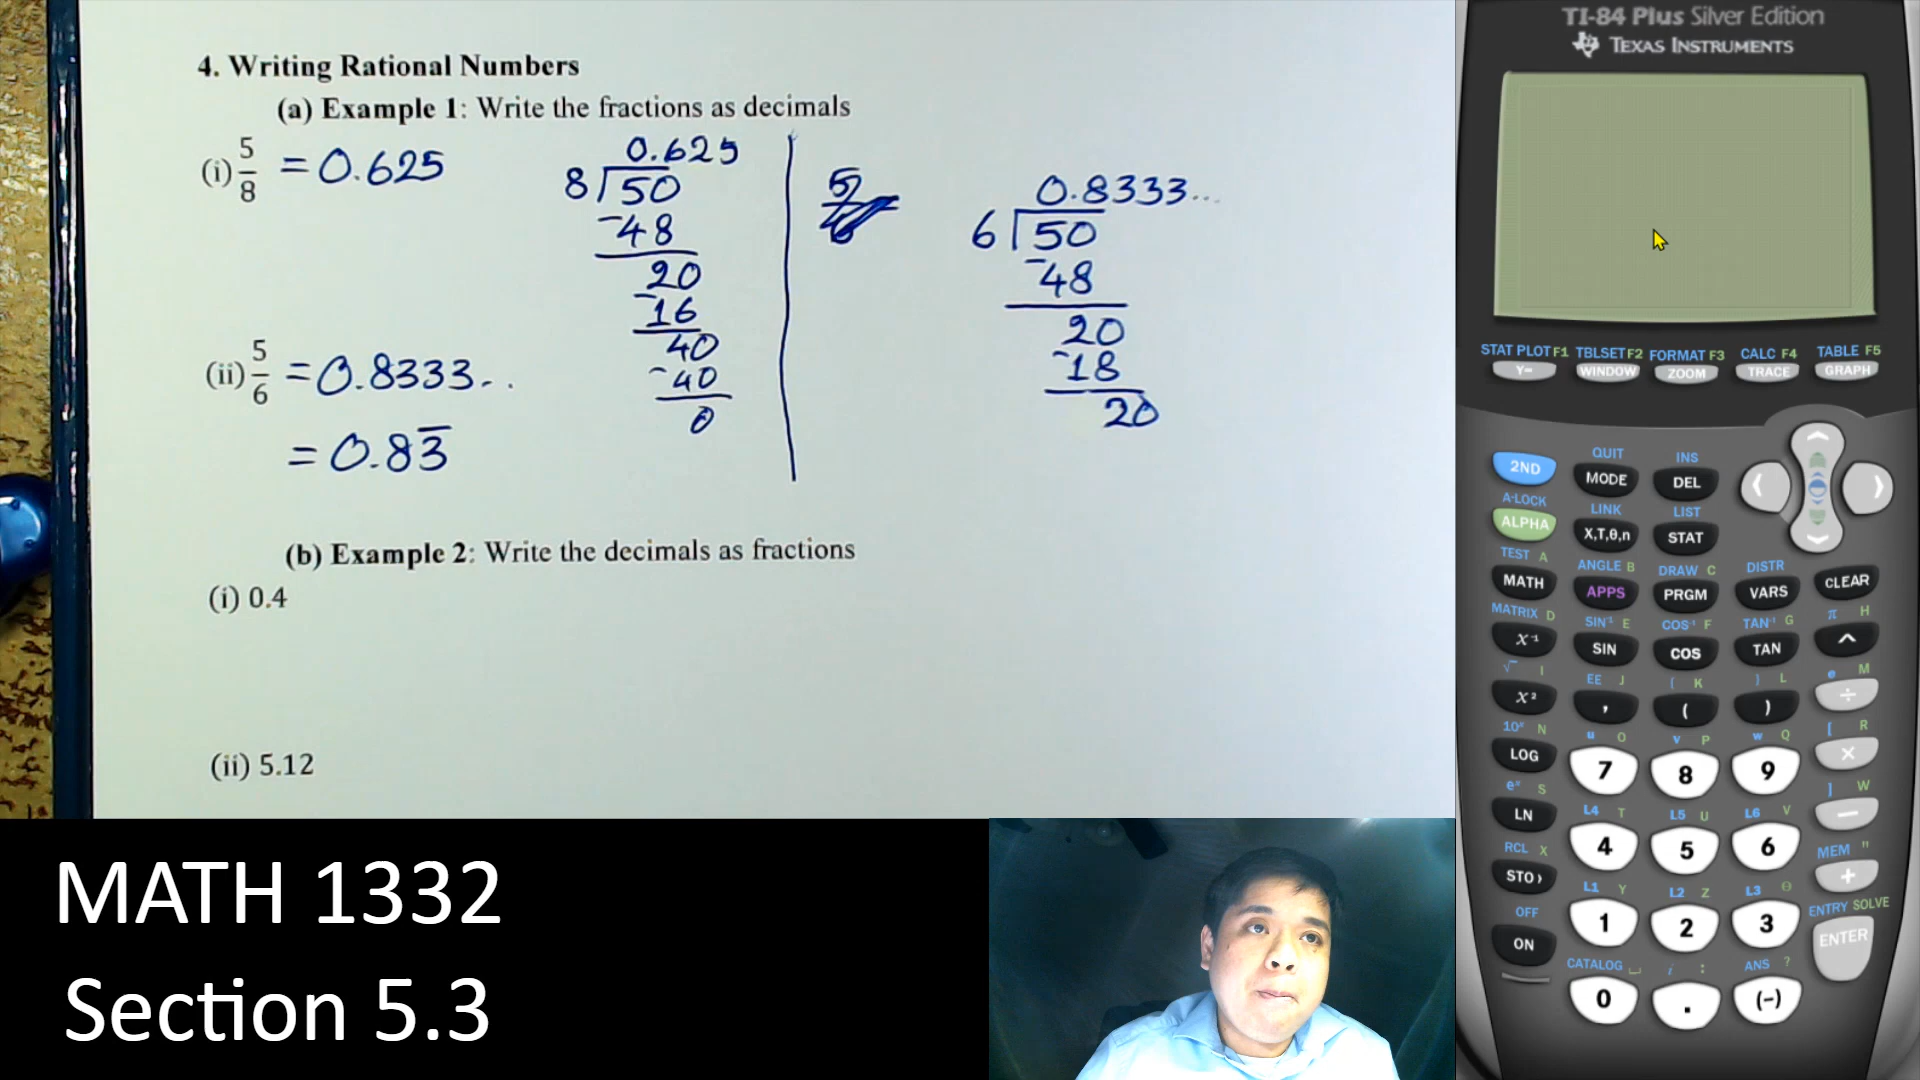 4. Writing Rational Numbers
(a) Example 1: Write the fractions as decimals
(i) 5/8 = 0.625
0.625
8 50
-48
20
-16
40
-40
0
5/6
0.8333...
6 50
-48
20
-18
20
(ii) 5/6 = 0.8333...
= 0.83̅
(b) Example 2: Write the decimals as fractions
(i) 0.4
(ii) 5.12
MATH 1332
Section 5.3
TI-84 Plus Silver Edition
TEXAS INSTRUMENTS
STAT PLOT F1 TBLSET F2 FORMAT F3 CALC F4 TABLE F5
Y= WINDOW ZOOM TRACE GRAPH
QUIT INS
2ND MODE DEL
A-LOCK LINK LIST
ALPHA X,T,θ,n STAT
TEST A ANGLE B DRAW C DISTR
MATH APPS PRGM VARS CLEAR
MATRIX D SIN⁻¹ E COS⁻¹ F TAN⁻¹ G π H
x⁻¹ SIN COS TAN ^
√ I EE J { K } L e M
x² , ( ) ÷
10ˣ N u O v P w Q [ R
LOG 7 8 9 ×
eˣ S L4 T L5 U L6 V ] W
LN 4 5 6 −
RCL X L1 Y L2 Z L3 θ MEM "
STO› 1 2 3 +
OFF CATALOG i : ANS ? ENTRY SOLVE
ON 0 . (-) ENTER